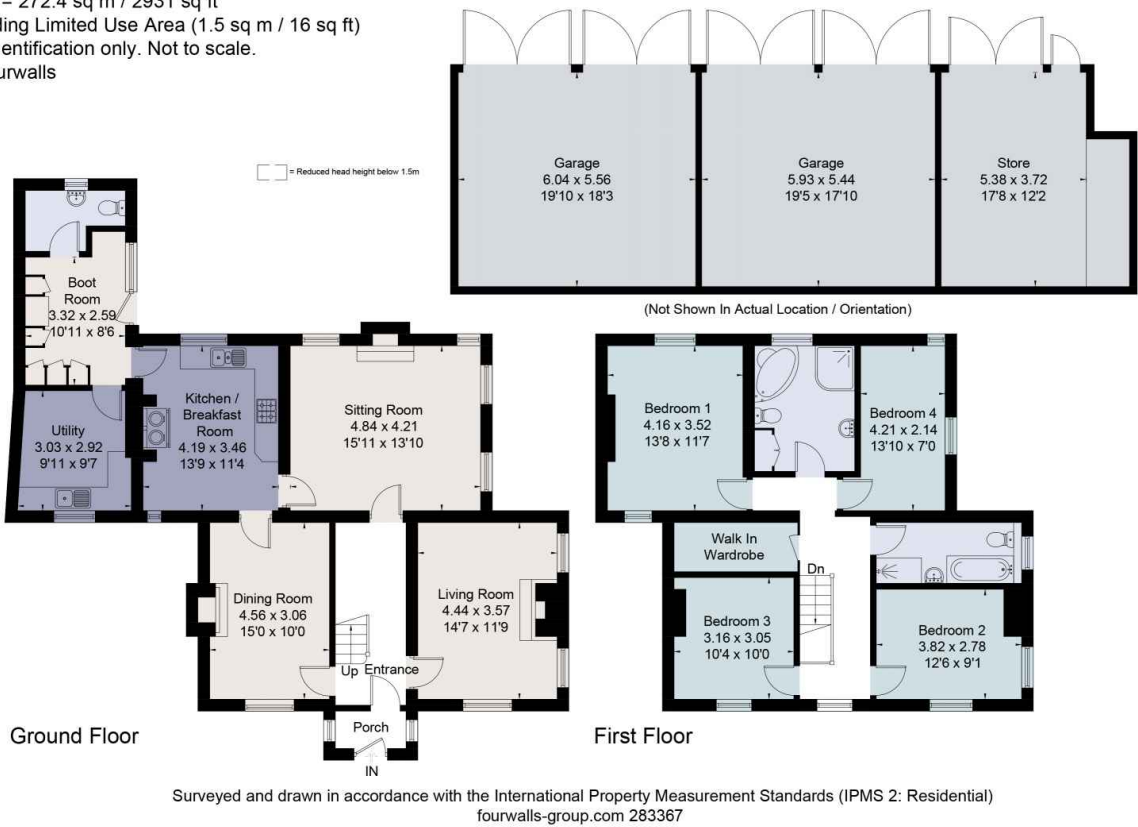 = 272.4 sq m / 2931 sq ft
ding Limited Use Area (1.5 sq m / 16 sq ft)
entification only. Not to scale.
urwalls
= Reduced head height below 1.5m
Garage
6.04 x 5.56
19'10 x 18'3
Garage
5.93 x 5.44
19'5 x 17'10
Store
5.38 x 3.72
17'8 x 12'2
(Not Shown In Actual Location / Orientation)
Boot
Room
3.32 x 2.59
10'11 x 8'6
Utility
3.03 x 2.92
9'11 x 9'7
Kitchen /
Breakfast
Room
4.19 x 3.46
13'9 x 11'4
Sitting Room
4.84 x 4.21
15'11 x 13'10
Dining Room
4.56 x 3.06
15'0 x 10'0
Living Room
4.44 x 3.57
14'7 x 11'9
Up
Entrance
Porch
IN
Ground Floor
Bedroom 1
4.16 x 3.52
13'8 x 11'7
Bedroom 4
4.21 x 2.14
13'10 x 7'0
Walk In
Wardrobe
Dn
Bedroom 3
3.16 x 3.05
10'4 x 10'0
Bedroom 2
3.82 x 2.78
12'6 x 9'1
First Floor
Surveyed and drawn in accordance with the International Property Measurement Standards (IPMS 2: Residential)
fourwalls-group.com 283367